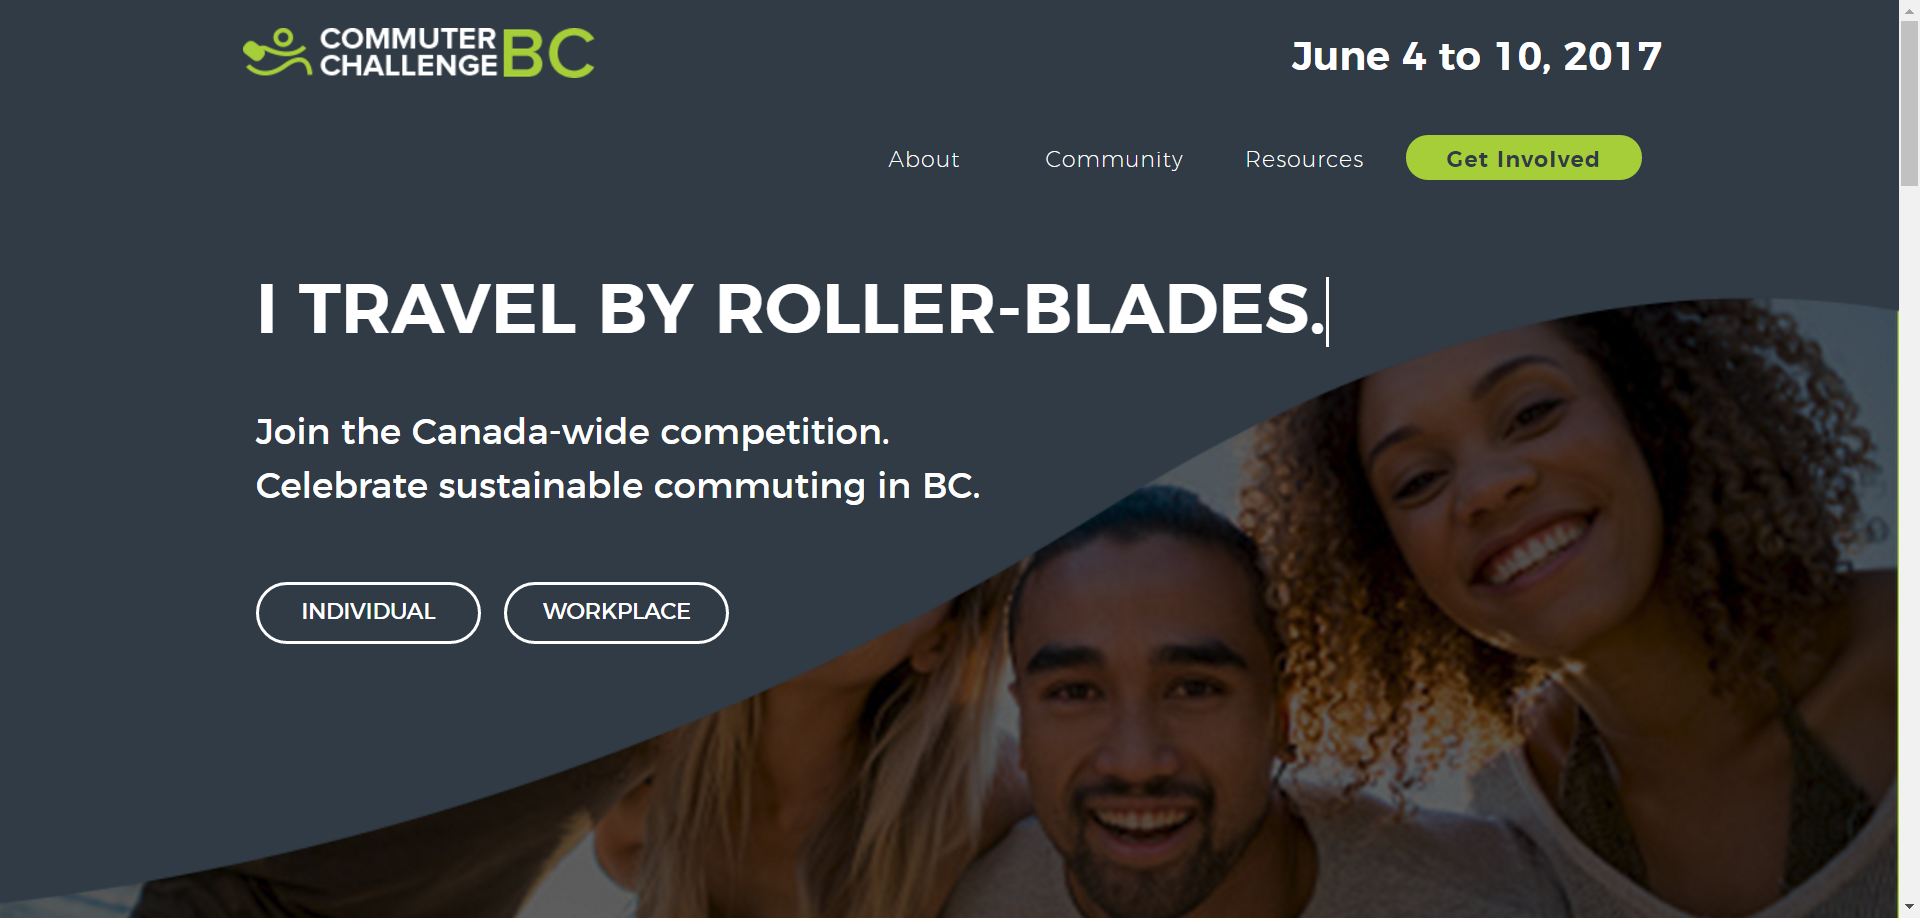 COMMUTER
CHALLENGE BC
June 4 to 10, 2017
About Community Resources Get Involved
I TRAVEL BY ROLLER-BLADES.
Join the Canada-wide competition.
Celebrate sustainable commuting in BC.
INDIVIDUAL WORKPLACE